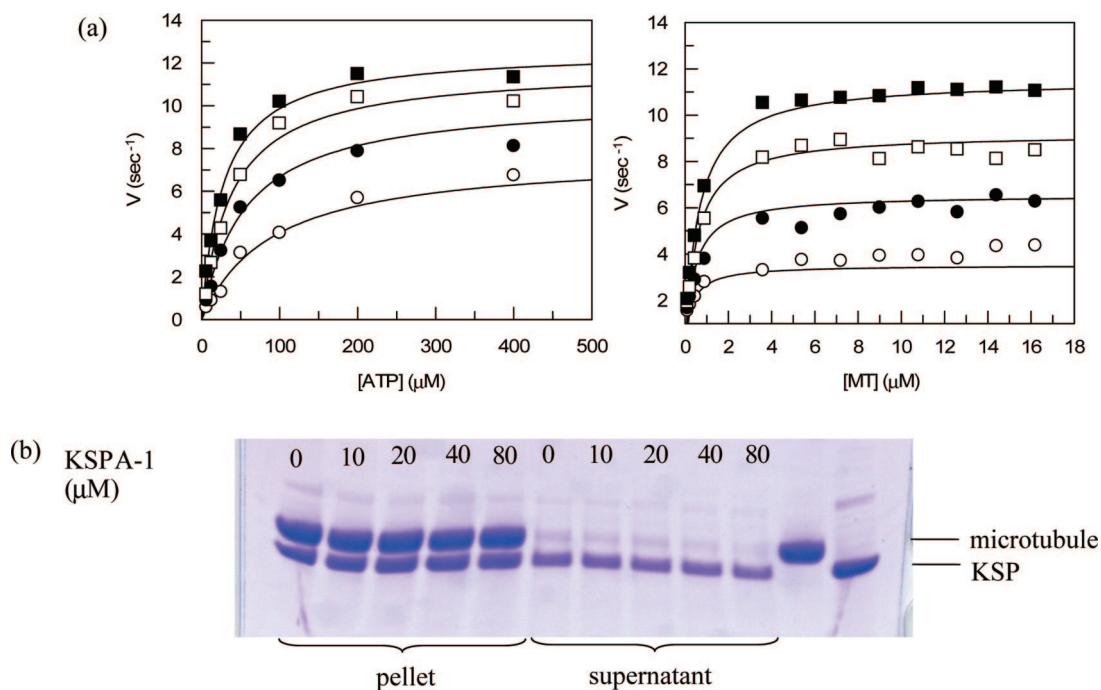 (a)
14
12
10
8
6
4
2
0
V (sec⁻¹)
0 100 200 300 400 500
[ATP] (μM)
14
12
10
8
6
4
2
V (sec⁻¹)
0 2 4 6 8 10 12 14 16 18
[MT] (μM)
(b)
KSPA-1
(μM)
0 10 20 40 80 0 10 20 40 80
microtubule
KSP
pellet supernatant